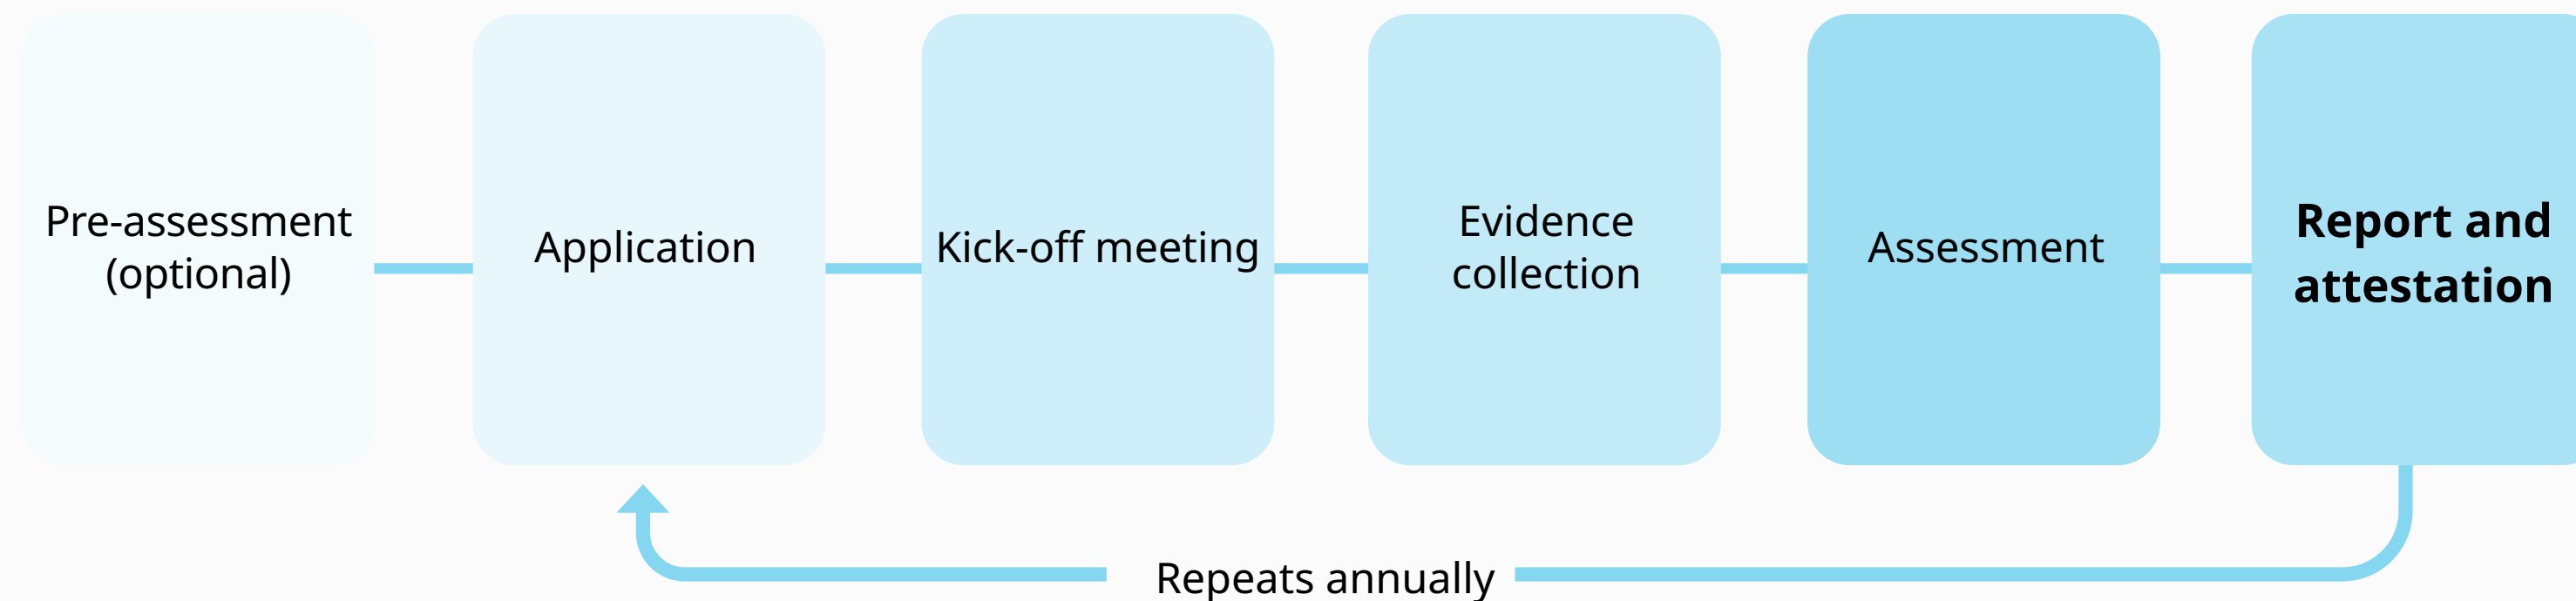 Pre-assessment
(optional)
Application
Kick-off meeting
Evidence
collection
Assessment
Report and
attestation
Repeats annually